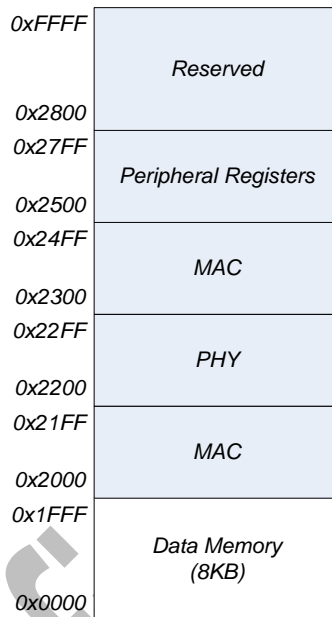 0xFFFF
Reserved
0x2800
0x27FF
Peripheral Registers
0x2500
0x24FF
MAC
0x2300
0x22FF
PHY
0x2200
0x21FF
MAC
0x2000
0x1FFF
Data Memory
(8KB)
0x0000